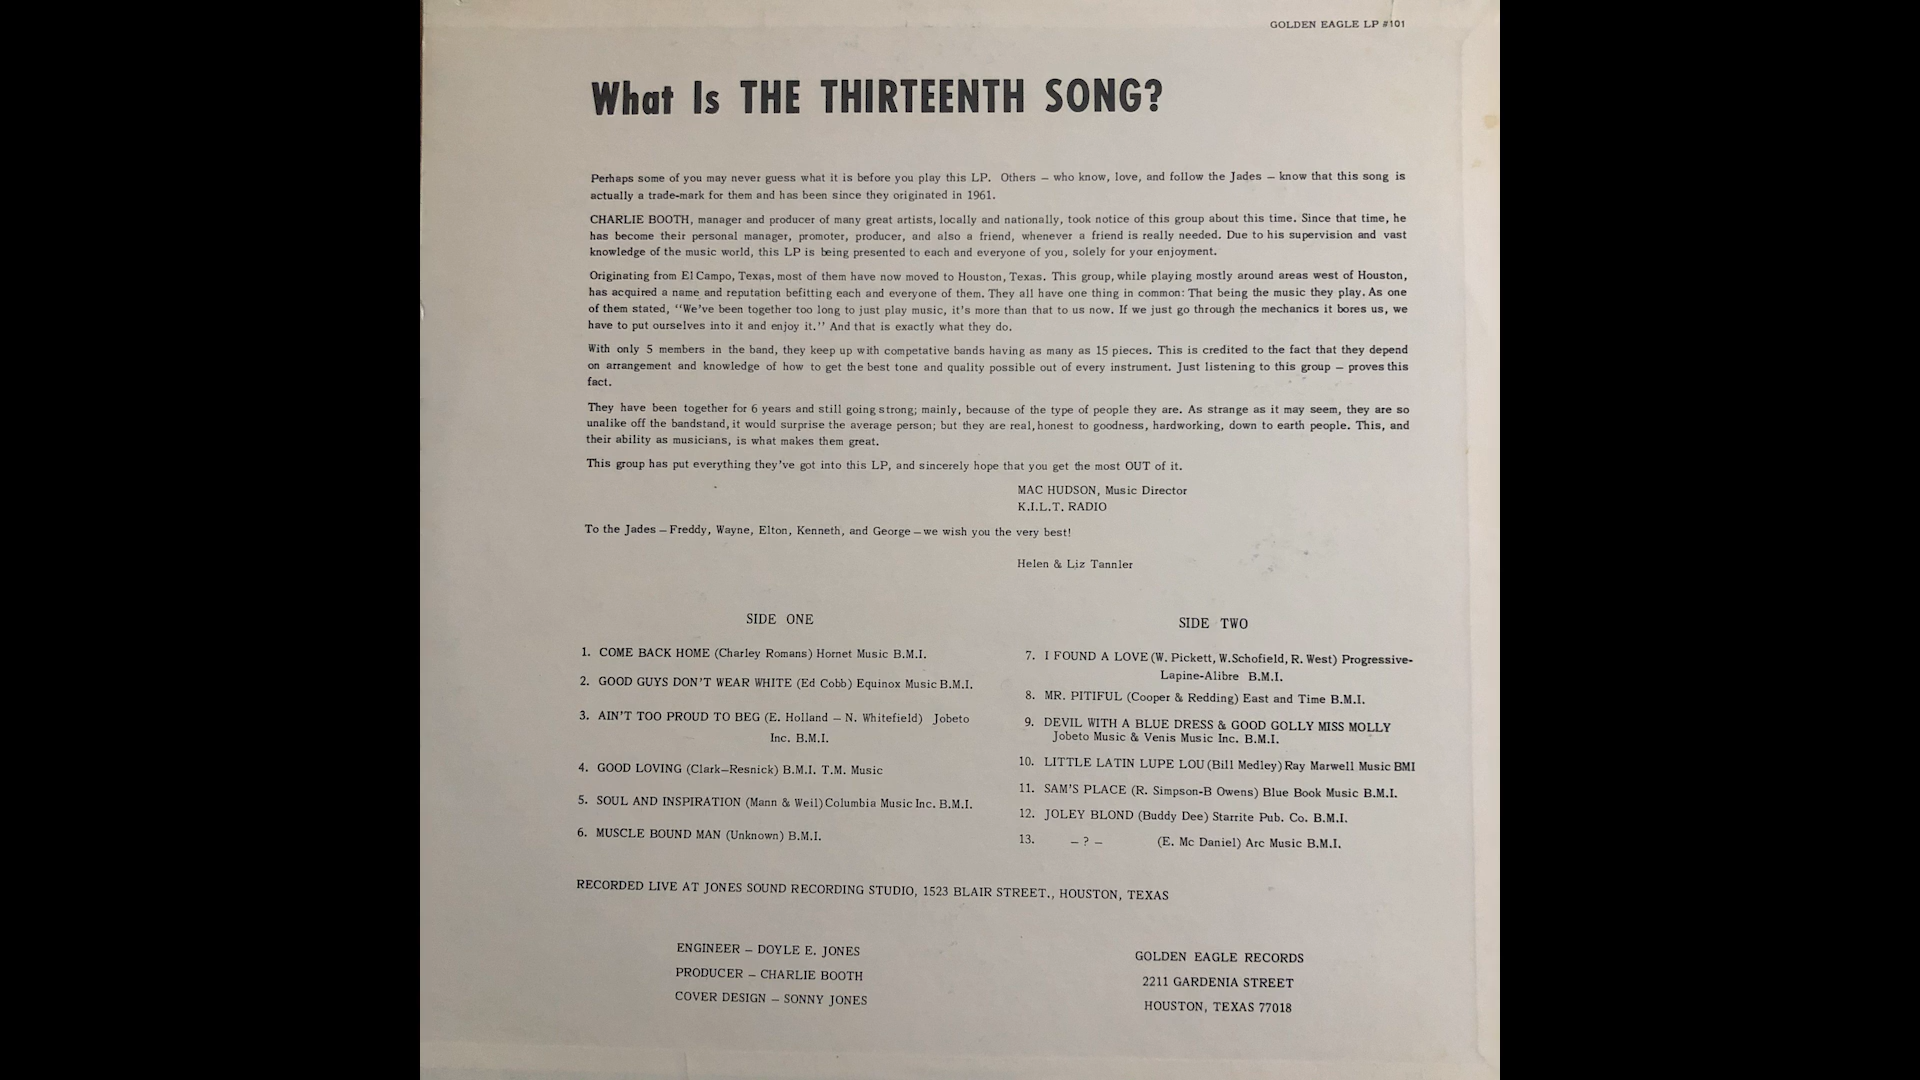 GOLDEN EAGLE LP #101
What Is THE THIRTEENTH SONG?
Perhaps some of you may never guess what it is before you play this LP. Others – who know, love, and follow the Jades – know that this song is
actually a trade-mark for them and has been since they originated in 1961.
CHARLIE BOOTH, manager and producer of many great artists, locally and nationally, took notice of this group about this time. Since that time, he
has become their personal manager, promoter, producer, and also a friend, whenever a friend is really needed. Due to his supervision and vast
knowledge of the music world, this LP is being presented to each and everyone of you, solely for your enjoyment.
Originating from El Campo, Texas, most of them have now moved to Houston, Texas. This group, while playing mostly around areas west of Houston,
has acquired a name and reputation befitting each and everyone of them. They all have one thing in common: That being the music they play. As one
of them stated, "We've been together too long to just play music, it's more than that to us now. If we just go through the mechanics it bores us, we
have to put ourselves into it and enjoy it." And that is exactly what they do.
With only 5 members in the band, they keep up with competative bands having as many as 15 pieces. This is credited to the fact that they depend
on arrangement and knowledge of how to get the best tone and quality possible out of every instrument. Just listening to this group – proves this
fact.
They have been together for 6 years and still going strong; mainly, because of the type of people they are. As strange as it may seem, they are so
unalike off the bandstand, it would surprise the average person; but they are real, honest to goodness, hardworking, down to earth people. This, and
their ability as musicians, is what makes them great.
This group has put everything they've got into this LP, and sincerely hope that you get the most OUT of it.
MAC HUDSON, Music Director
K.I.L.T. RADIO
To the Jades – Freddy, Wayne, Elton, Kenneth, and George – we wish you the very best!
Helen & Liz Tannler
SIDE ONE
1. COME BACK HOME (Charley Romans) Hornet Music B.M.I.
2. GOOD GUYS DON'T WEAR WHITE (Ed Cobb) Equinox Music B.M.I.
3. AIN'T TOO PROUD TO BEG (E. Holland – N. Whitefield) Jobeto
Inc. B.M.I.
4. GOOD LOVING (Clark–Resnick) B.M.I. T.M. Music
5. SOUL AND INSPIRATION (Mann & Weil) Columbia Music Inc. B.M.I.
6. MUSCLE BOUND MAN (Unknown) B.M.I.
SIDE TWO
7. I FOUND A LOVE (W. Pickett, W.Schofield, R. West) Progressive-
Lapine-Alibre B.M.I.
8. MR. PITIFUL (Cooper & Redding) East and Time B.M.I.
9. DEVIL WITH A BLUE DRESS & GOOD GOLLY MISS MOLLY
Jobeto Music & Venis Music Inc. B.M.I.
10. LITTLE LATIN LUPE LOU (Bill Medley) Ray Marwell Music BMI
11. SAM'S PLACE (R. Simpson-B Owens) Blue Book Music B.M.I.
12. JOLEY BLOND (Buddy Dee) Starrite Pub. Co. B.M.I.
13. – ? – (E. Mc Daniel) Arc Music B.M.I.
RECORDED LIVE AT JONES SOUND RECORDING STUDIO, 1523 BLAIR STREET., HOUSTON, TEXAS
ENGINEER – DOYLE E. JONES
PRODUCER – CHARLIE BOOTH
COVER DESIGN – SONNY JONES
GOLDEN EAGLE RECORDS
2211 GARDENIA STREET
HOUSTON, TEXAS 77018